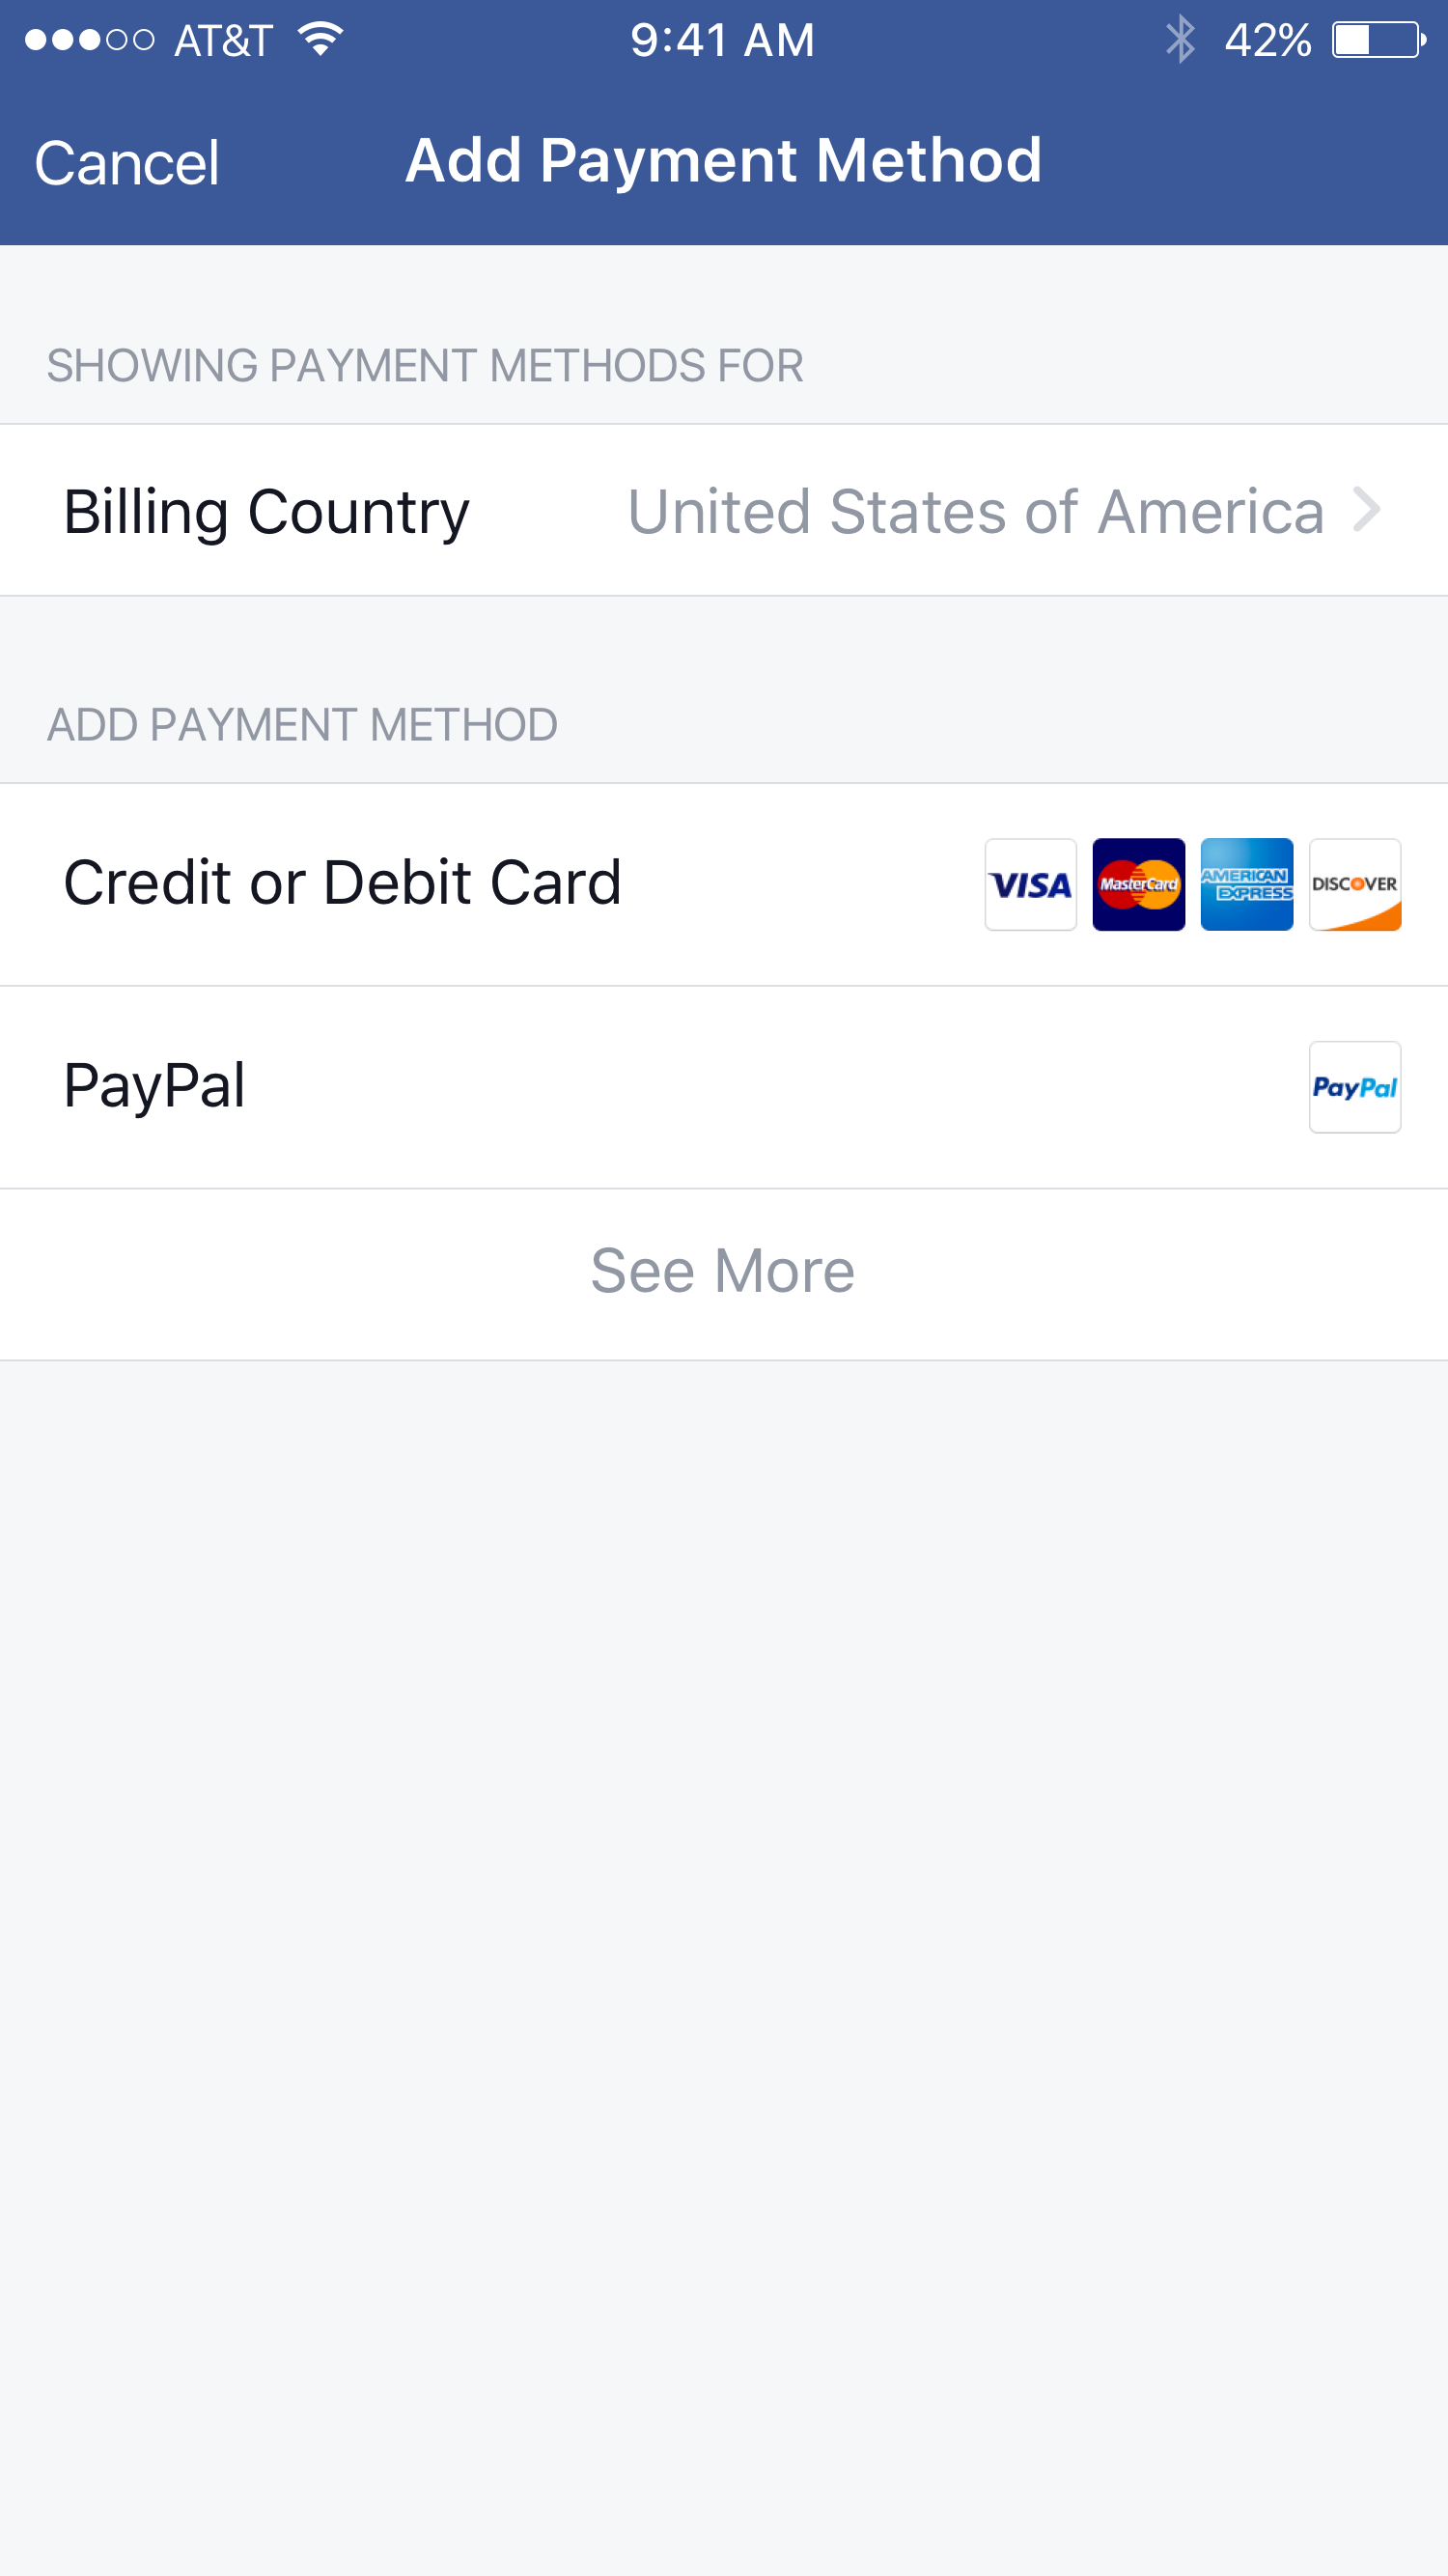 AT&T 9:41 AM 42%
Cancel Add Payment Method
SHOWING PAYMENT METHODS FOR
Billing Country United States of America
ADD PAYMENT METHOD
Credit or Debit Card VISA MasterCard AMERICAN EXPRESS DISCOVER
PayPal PayPal
See More